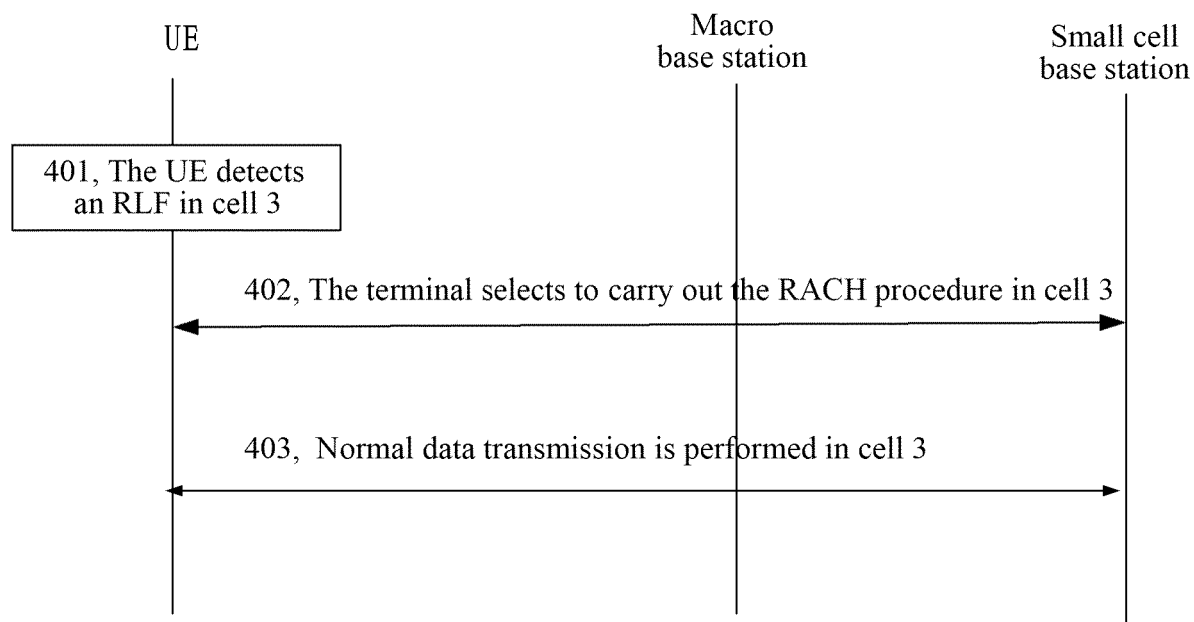 UE
Macro
base station
Small cell
base station
401, The UE detects
an RLF in cell 3
402, The terminal selects to carry out the RACH procedure in cell 3
403, Normal data transmission is performed in cell 3